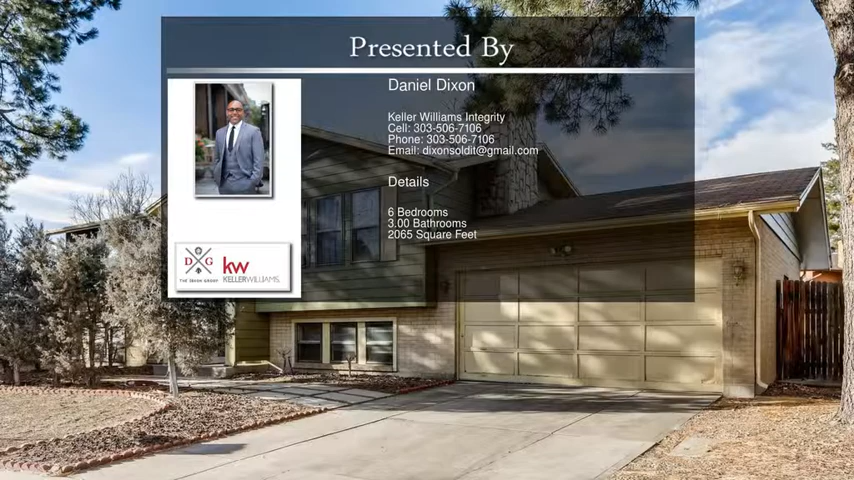 Presented By
Daniel Dixon
Keller Williams Integrity
Cell: 303-506-7106
Phone: 303-506-7106
Email: dixonsoldit@gmail.com
Details
6 Bedrooms
3.00 Bathrooms
2065 Square Feet
D G
THE DIXON GROUP
kw
KELLERWILLIAMS.